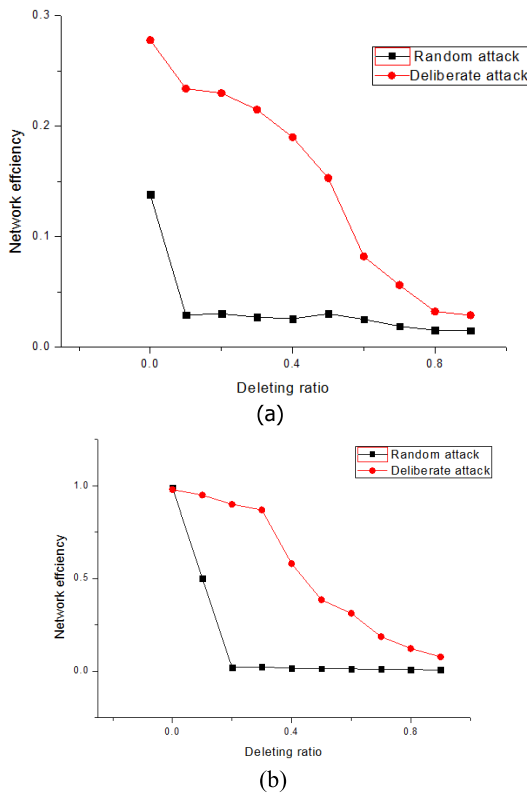 0.3
Random attack
Deliberate attack
0.2
Network effciency
0.1
0.0
0.0
0.4
0.8
Deleting ratio
(a)
Random attack
Deliberate attack
1.0
Network effciency
0.5
0.0
0.0
0.4
0.8
Deleting ratio
(b)